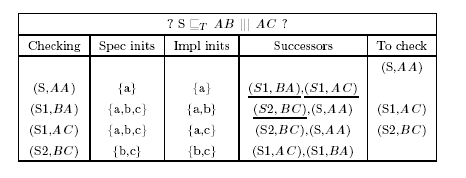 ? S ⊑T AB ||| AC ?
Checking Spec inits Impl inits Successors To check
(S,AA)
(S,AA) {a} {a} (S1,BA),(S1,AC)
(S1,BA) {a,b,c} {a,b} (S2,BC),(S,AA) (S1,AC)
(S1,AC) {a,b,c} {a,c} (S2,BC),(S,AA) (S2,BC)
(S2,BC) {b,c} {b,c} (S1,AC),(S1,BA)